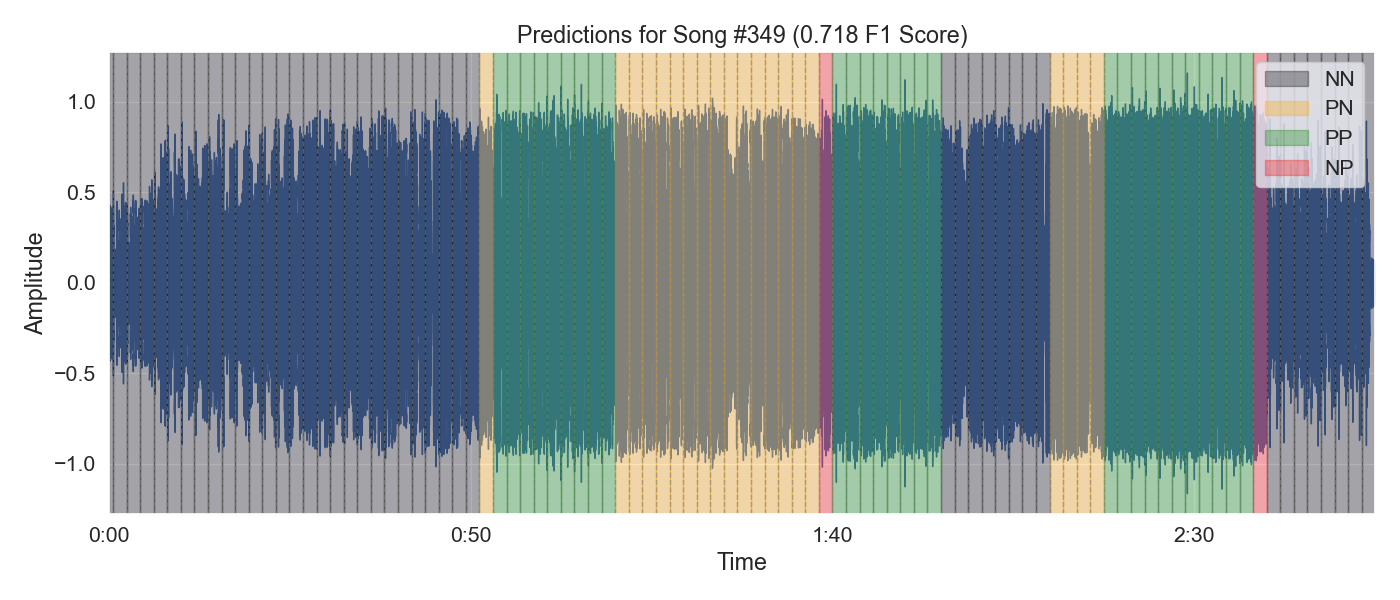 Predictions for Song #349 (0.718 F1 Score)
NN
PN
PP
NP
Amplitude
1.0
0.5
0.0
−0.5
−1.0
0:00
0:50
1:40
2:30
Time